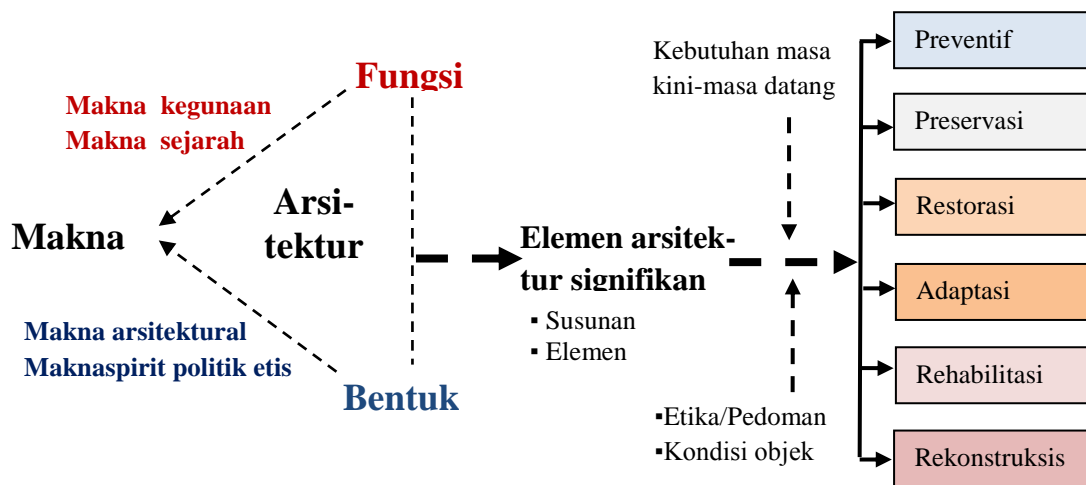 Fungsi
Makna kegunaan
Makna sejarah
Arsi-
tektur
Makna
Makna arsitektural
Maknaspirit politik etis
Bentuk
Elemen arsitek-
tur signifikan
▪ Susunan
▪ Elemen
Kebutuhan masa
kini-masa datang
▪Etika/Pedoman
▪Kondisi objek
Preventif
Preservasi
Restorasi
Adaptasi
Rehabilitasi
Rekonstruksis